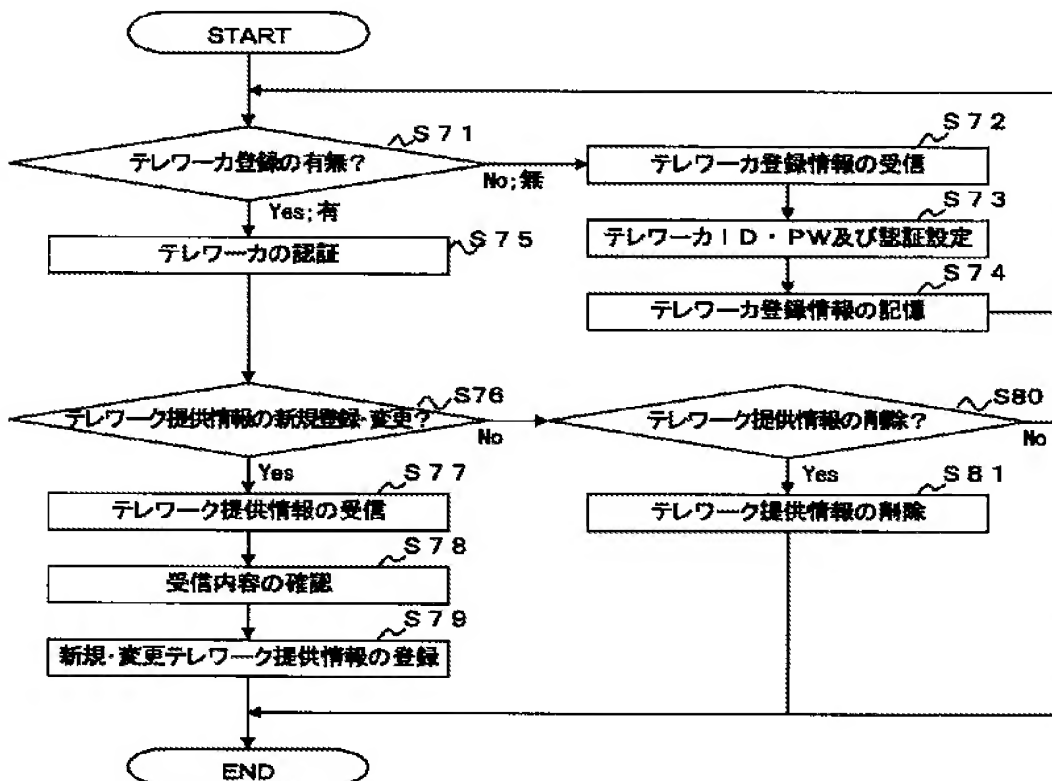 START
S71
テレワーカ登録の有無?
No;無
Yes;有
S72
テレワーカ登録情報の受信
S73
テレワーカID・PW及び認証設定
S74
テレワーカ登録情報の記憶
S75
テレワーカの認証
S76
テレワーク提供情報の新規登録・変更?
No
Yes
S80
テレワーク提供情報の削除?
No
Yes
S77
テレワーク提供情報の受信
S81
テレワーク提供情報の削除
S78
受信内容の確認
S79
新規・変更テレワーク提供情報の登録
END